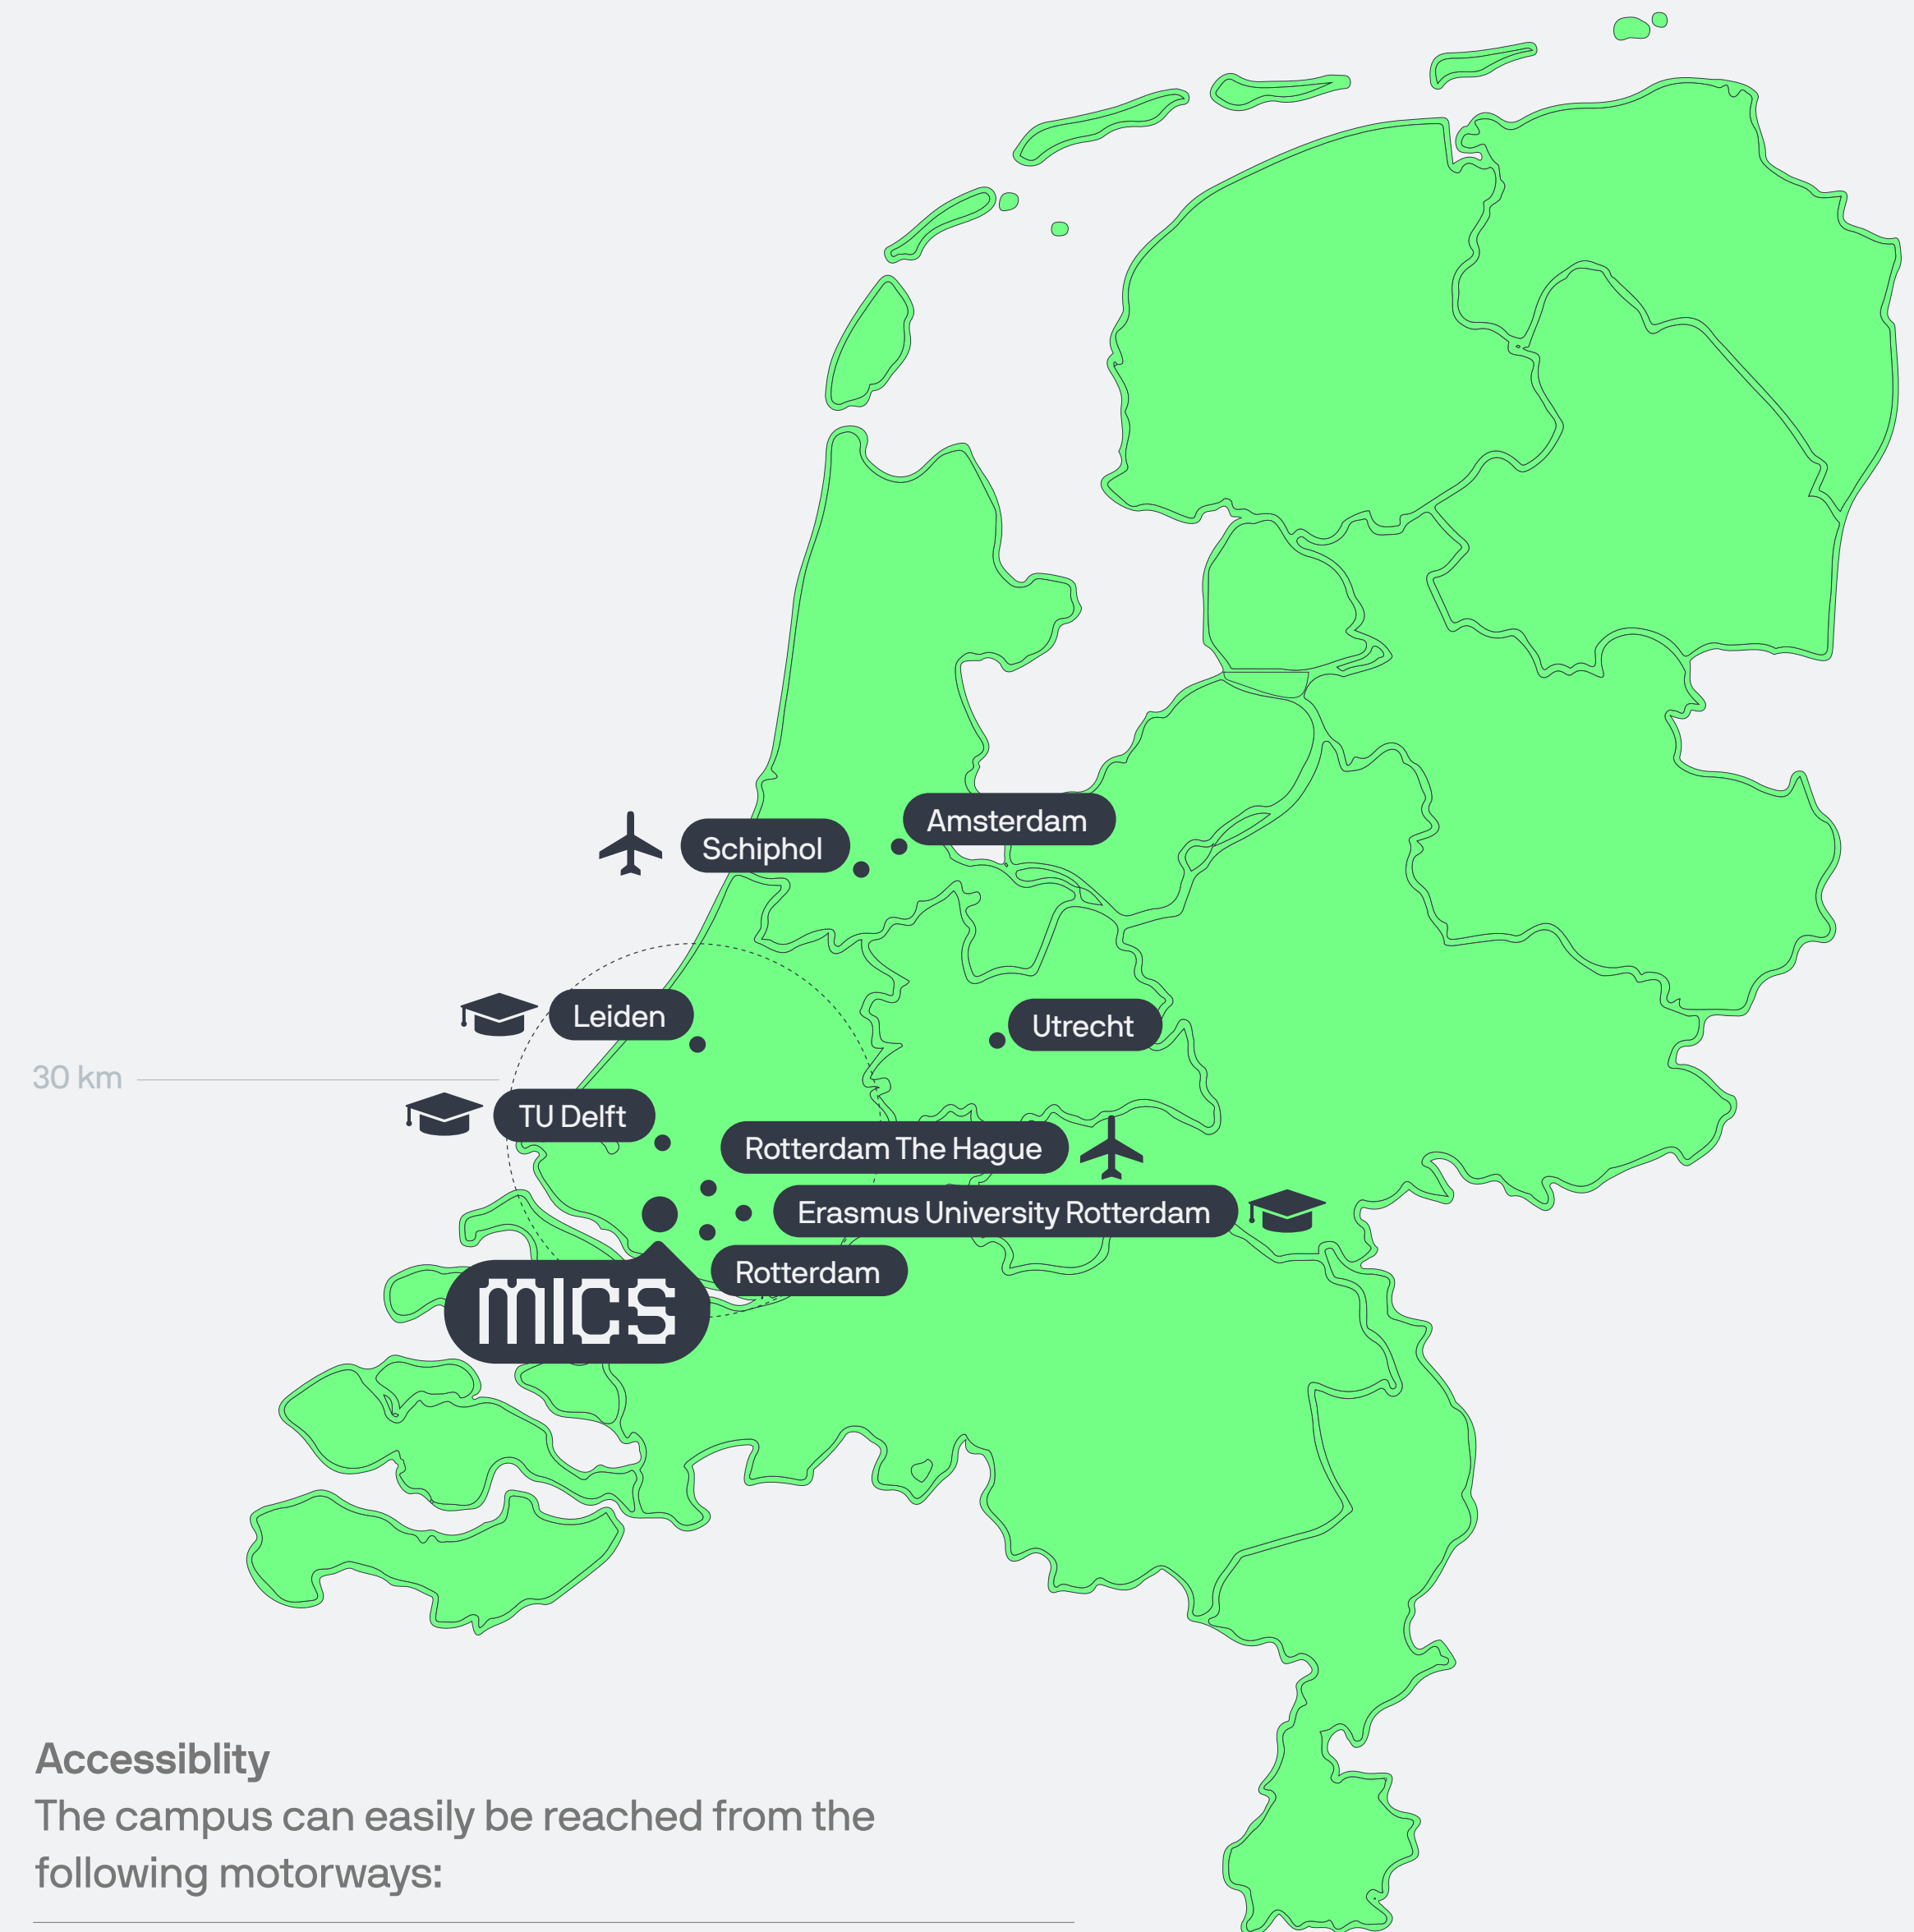 Amsterdam
Schiphol
Leiden
Utrecht
30 km
TU Delft
Rotterdam The Hague
Erasmus University Rotterdam
Rotterdam
mics
Accessiblity
The campus can easily be reached from the
following motorways: